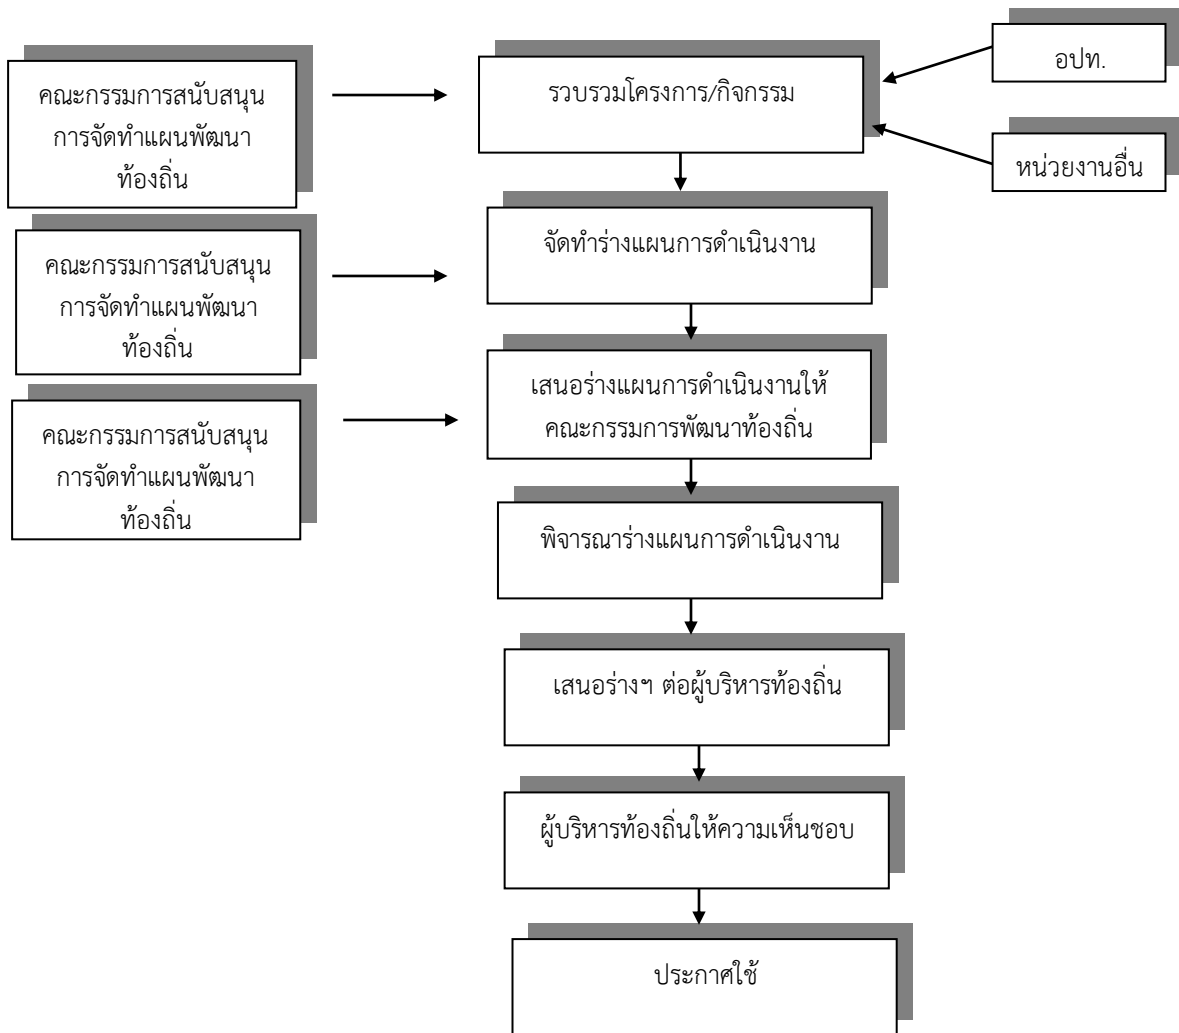 อปท.
คณะกรรมการสนับสนุน
การจัดทำแผนพัฒนา
ท้องถิ่น
รวบรวมโครงการ/กิจกรรม
หน่วยงานอื่น
จัดทำร่างแผนการดำเนินงาน
คณะกรรมการสนับสนุน
การจัดทำแผนพัฒนา
ท้องถิ่น
เสนอร่างแผนการดำเนินงานให้
คณะกรรมการพัฒนาท้องถิ่น
คณะกรรมการสนับสนุน
การจัดทำแผนพัฒนา
ท้องถิ่น
พิจารณาร่างแผนการดำเนินงาน
เสนอร่างฯ ต่อผู้บริหารท้องถิ่น
ผู้บริหารท้องถิ่นให้ความเห็นชอบ
ประกาศใช้